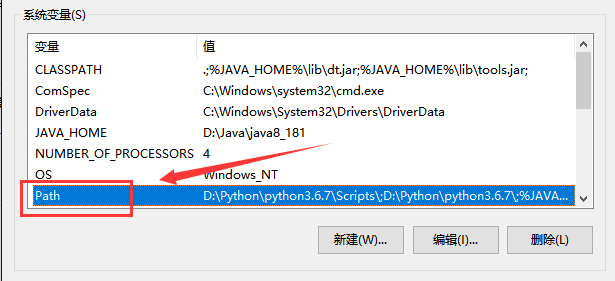 系统变量(S)
变量 值
CLASSPATH .;%JAVA_HOME%\lib\dt.jar;%JAVA_HOME%\lib\tools.jar;
ComSpec C:\Windows\system32\cmd.exe
DriverData C:\Windows\System32\Drivers\DriverData
JAVA_HOME D:\Java\java8_181
NUMBER_OF_PROCESSORS 4
OS Windows_NT
Path D:\Python\python3.6.7\Scripts\;D:\Python\python3.6.7\;%JAVA...
新建(W)... 编辑(I)... 删除(L)